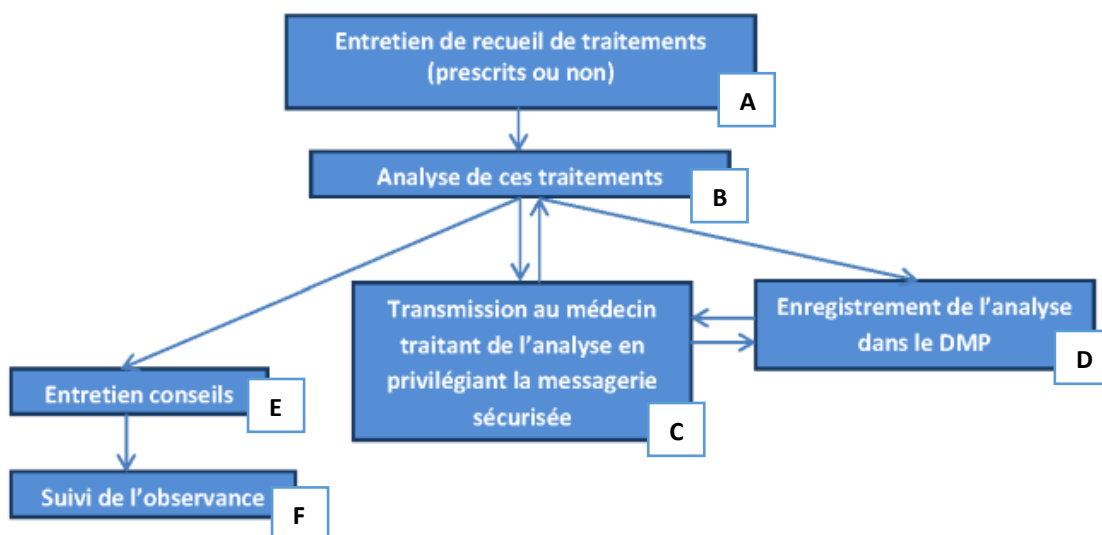 Entretien de recueil de traitements
(prescrits ou non)
A
Analyse de ces traitements
B
Transmission au médecin
traitant de l'analyse en
privilégiant la messagerie
sécurisée
C
Enregistrement de l'analyse
dans le DMP
D
Entretien conseils
E
Suivi de l'observance
F